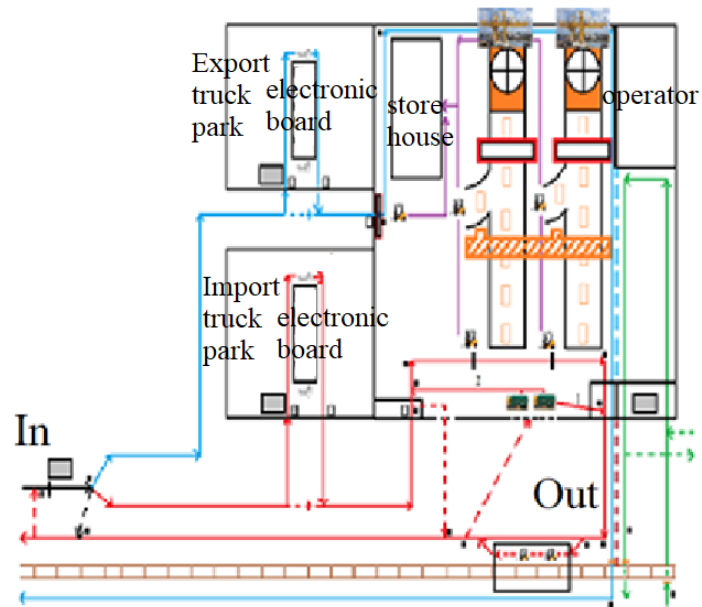 Export
truck
park
electronic
board
store
house
operator
Import
truck
park
electronic
board
In
Out